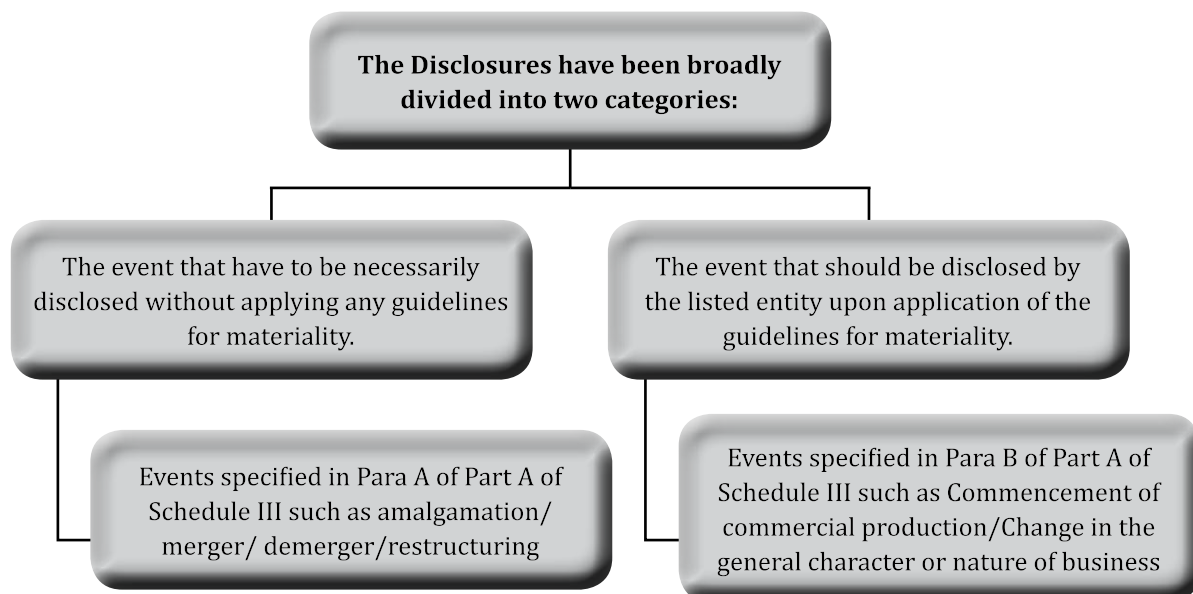 The Disclosures have been broadly
divided into two categories:
The event that have to be necessarily
disclosed without applying any guidelines
for materiality.
The event that should be disclosed by
the listed entity upon application of the
guidelines for materiality.
Events specified in Para A of Part A of
Schedule III such as amalgamation/
merger/ demerger/restructuring
Events specified in Para B of Part A of
Schedule III such as Commencement of
commercial production/Change in the
general character or nature of business